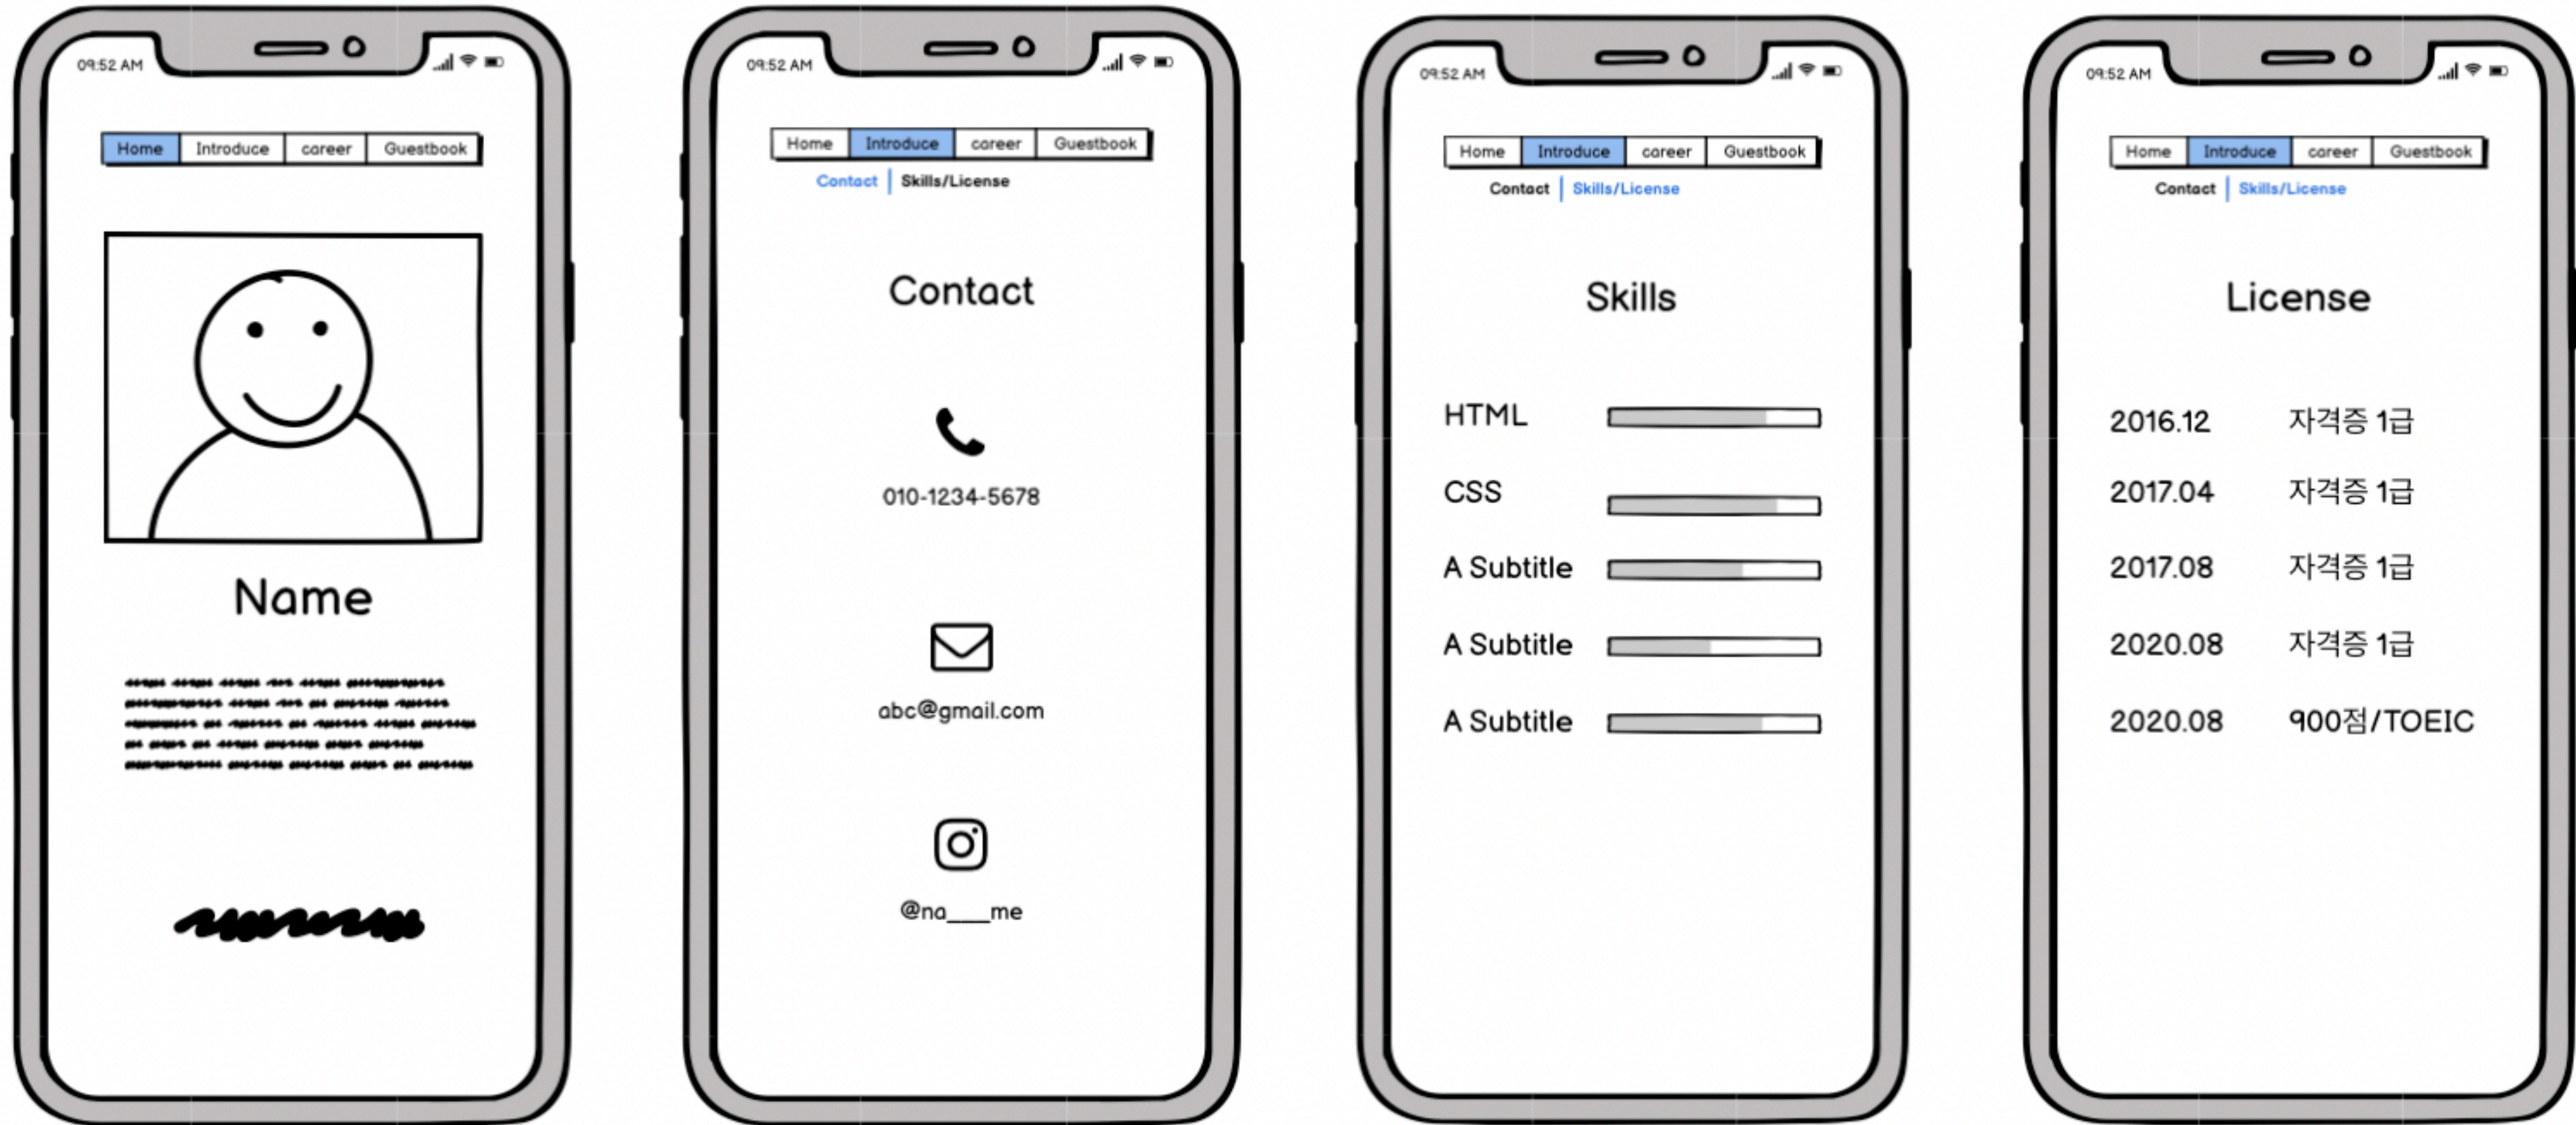 09:52 AM
Home Introduce career Guestbook
Name
09:52 AM
Home Introduce career Guestbook
Contact Skills/License
Contact
010-1234-5678
abc@gmail.com
@na___me
09:52 AM
Home Introduce career Guestbook
Contact Skills/License
Skills
HTML
CSS
A Subtitle
A Subtitle
A Subtitle
09:52 AM
Home Introduce career Guestbook
Contact Skills/License
License
2016.12 자격증 1급
2017.04 자격증 1급
2017.08 자격증 1급
2020.08 자격증 1급
2020.08 900점/TOEIC